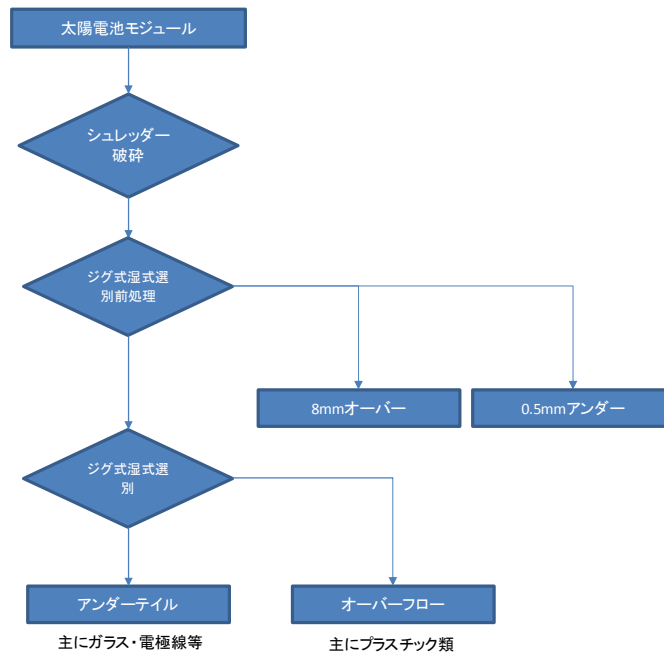 太陽電池モジュール
シュレッダー
破砕
ジグ式湿式選
別前処理
8mmオーバー
0.5mmアンダー
ジグ式湿式選
別
アンダーテイル
オーバーフロー
主にガラス・電極線等
主にプラスチック類